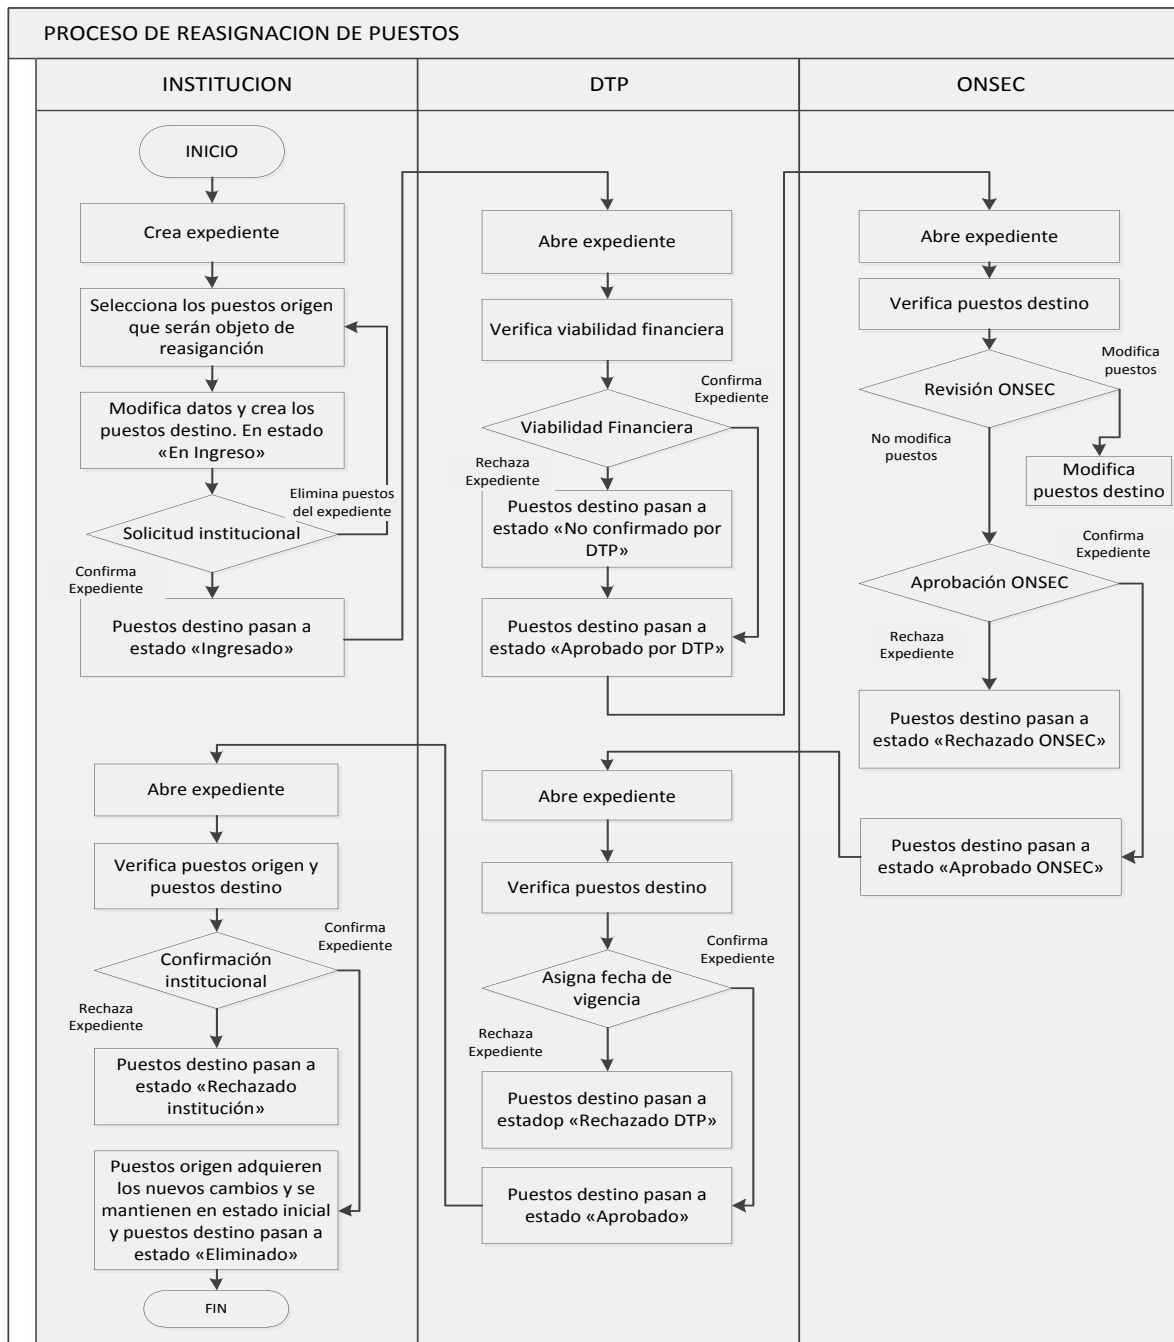 PROCESO DE REASIGNACION DE PUESTOS
INSTITUCION
DTP
ONSEC
INICIO
Crea expediente
Selecciona los puestos origen
que serán objeto de
reasigancción
Modifica datos y crea los
puestos destino. En estado
«En Ingreso»
Elimina puestos
del expediente
Solicitud institucional
Confirma
Expediente
Puestos destino pasan a
estado «Ingresado»
Abre expediente
Verifica viabilidad financiera
Confirma
Expediente
Viabilidad Financiera
Rechaza
Expediente
Puestos destino pasan a
estado «No confirmado por
DTP»
Puestos destino pasan a
estado «Aprobado por DTP»
Abre expediente
Verifica puestos destino
Modifica
puestos
Revisión ONSEC
No modifica
puestos
Modifica
puestos destino
Confirma
Expediente
Aprobación ONSEC
Rechaza
Expediente
Puestos destino pasan a
estado «Rechazado ONSEC»
Puestos destino pasan a
estado «Aprobado ONSEC»
Abre expediente
Verifica puestos destino
Confirma
Expediente
Asigna fecha de
vigencia
Rechaza
Expediente
Puestos destino pasan a
estadop «Rechazado DTP»
Puestos destino pasan a
estado «Aprobado»
Abre expediente
Verifica puestos origen y
puestos destino
Confirma
Expediente
Confirmación
institucional
Rechaza
Expediente
Puestos destino pasan a
estado «Rechazado
institución»
Puestos origen adquieren
los nuevos cambios y se
mantienen en estado inicial
y puestos destino pasan a
estado «Eliminado»
FIN